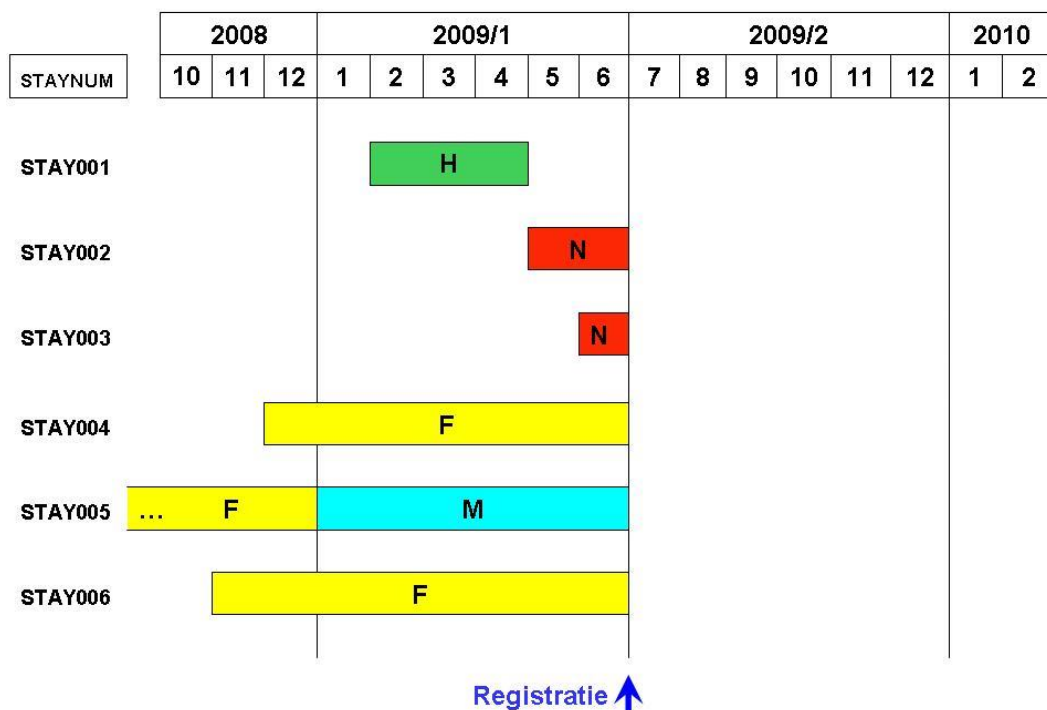 2008 2009/1 2009/2 2010
STAYNUM 10 11 12 1 2 3 4 5 6 7 8 9 10 11 12 1 2
STAY001 H
STAY002 N
STAY003 N
STAY004 F
STAY005 ... F M
STAY006 F
Registratie